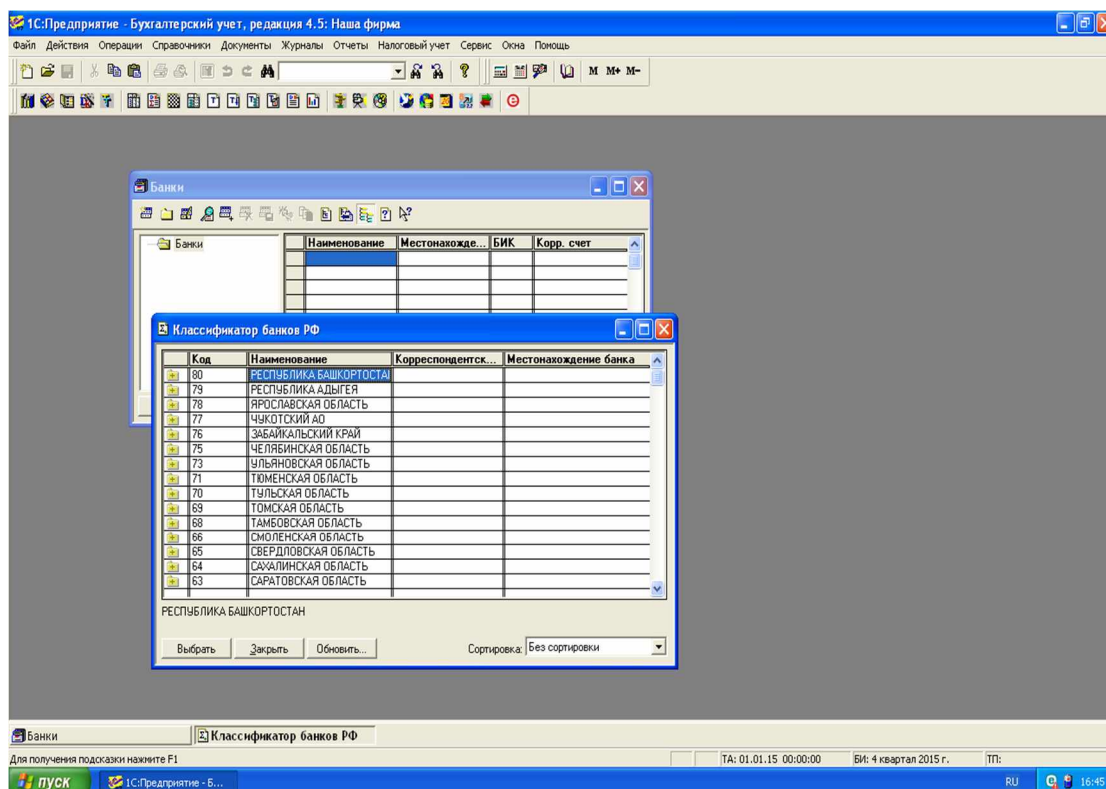 1С:Предприятие - Бухгалтерский учет, редакция 4.5: Наша фирма
Файл Действия Операции Справочники Документы Журналы Отчеты Налоговый учет Сервис Окна Помощь
M M+ M-
Банки
Банки
Наименование Местонахожде... БИК Корр. счет
Классификатор банков РФ
Код Наименование Корреспондентск... Местонахождение банка
80 РЕСПУБЛИКА БАШКОРТОСТА
79 РЕСПУБЛИКА АДЫГЕЯ
78 ЯРОСЛАВСКАЯ ОБЛАСТЬ
77 ЧУКОТСКИЙ АО
76 ЗАБАЙКАЛЬСКИЙ КРАЙ
75 ЧЕЛЯБИНСКАЯ ОБЛАСТЬ
73 УЛЬЯНОВСКАЯ ОБЛАСТЬ
71 ТЮМЕНСКАЯ ОБЛАСТЬ
70 ТУЛЬСКАЯ ОБЛАСТЬ
69 ТОМСКАЯ ОБЛАСТЬ
68 ТАМБОВСКАЯ ОБЛАСТЬ
66 СМОЛЕНСКАЯ ОБЛАСТЬ
65 СВЕРДЛОВСКАЯ ОБЛАСТЬ
64 САХАЛИНСКАЯ ОБЛАСТЬ
63 САРАТОВСКАЯ ОБЛАСТЬ
РЕСПУБЛИКА БАШКОРТОСТАН
Выбрать Закрыть Обновить... Сортировка: Без сортировки
Банки Классификатор банков РФ
Для получения подсказки нажмите F1 ТА: 01.01.15 00:00:00 БИ: 4 квартал 2015 г. ТП:
пуск 1С:Предприятие - Б... RU 16:45